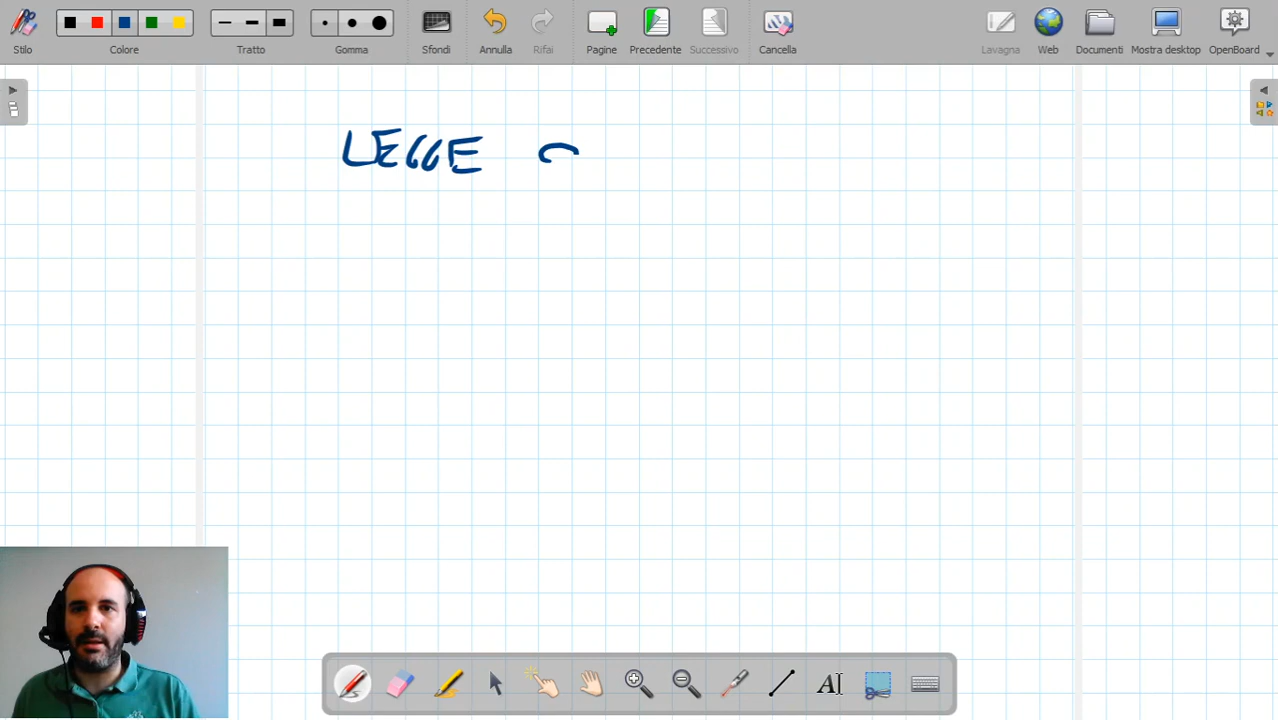 Stilo Colore Tratto Gomma Sfondi Annulla Rifai Pagine Precedente Successivo Cancella Lavagna Web Documenti Mostra desktop OpenBoard
LEGGE